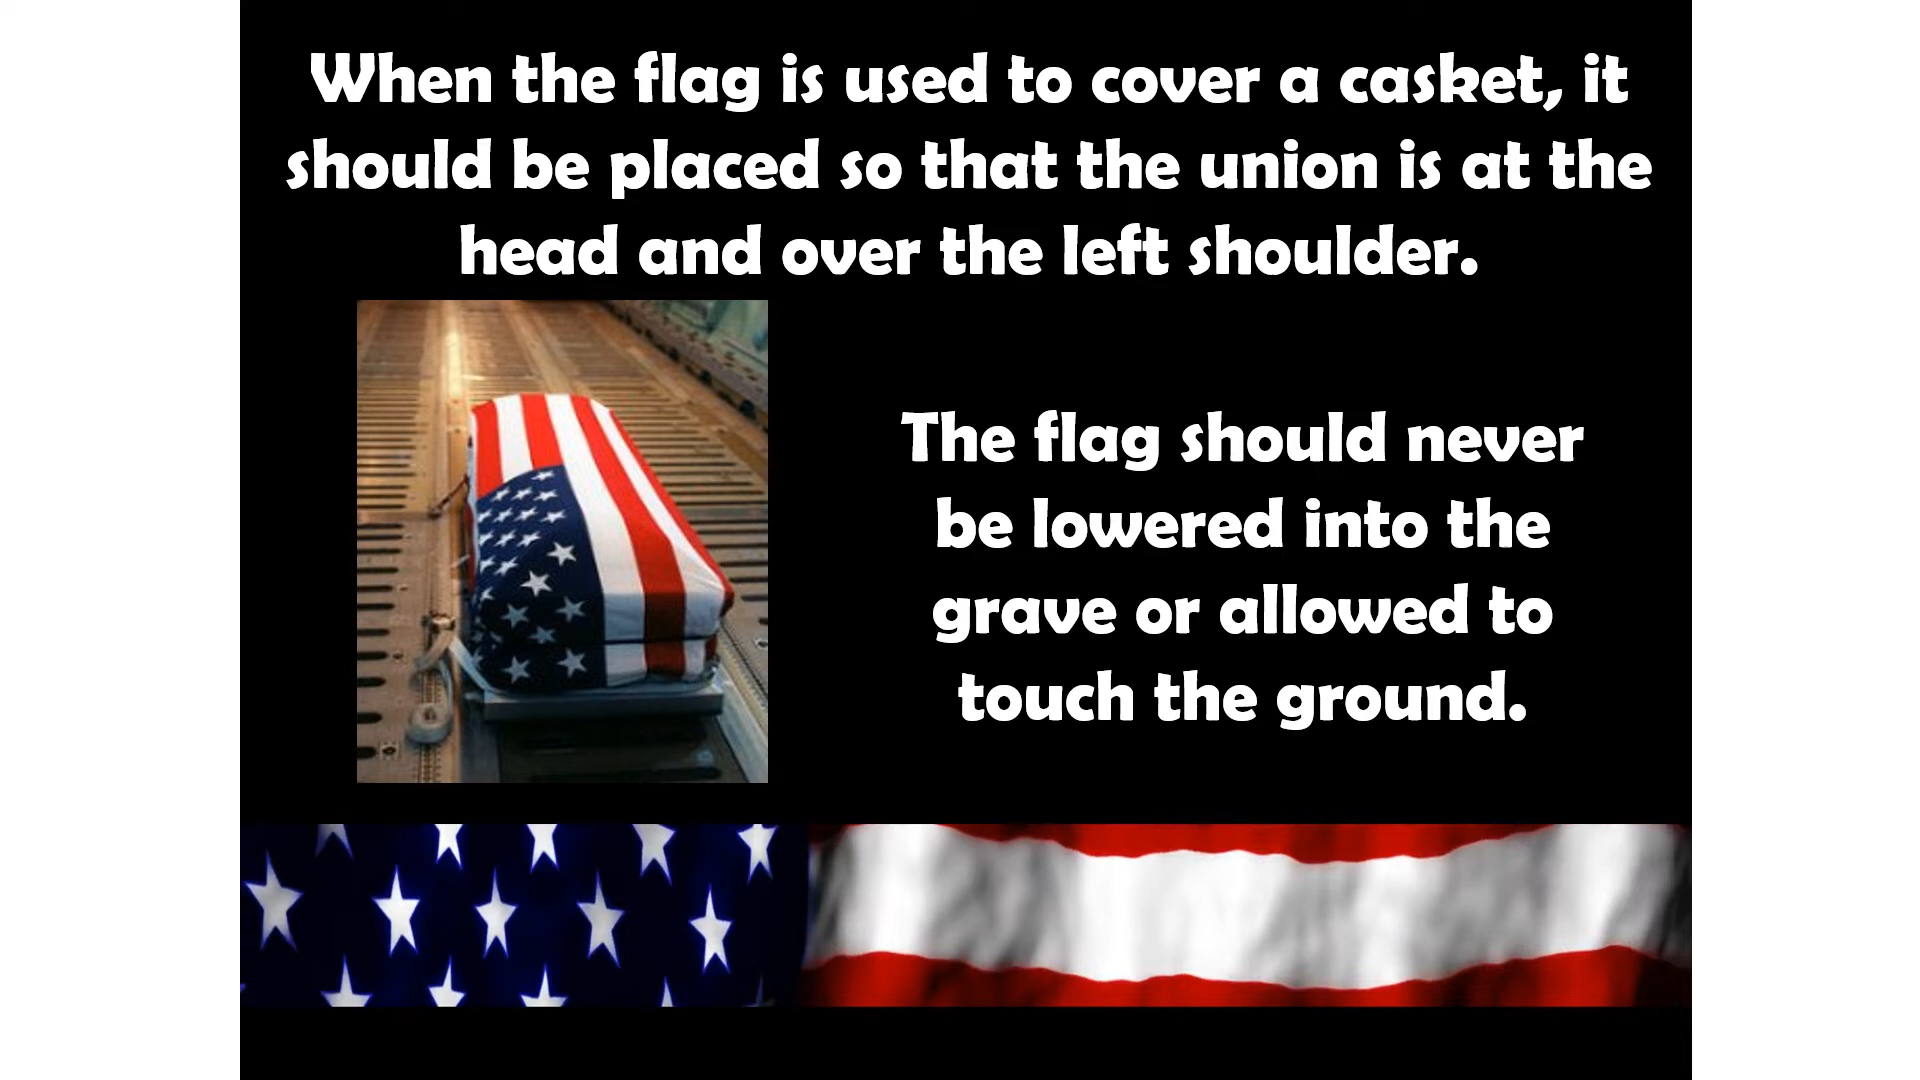 When the flag is used to cover a casket, it
should be placed so that the union is at the
head and over the left shoulder.
The flag should never
be lowered into the
grave or allowed to
touch the ground.